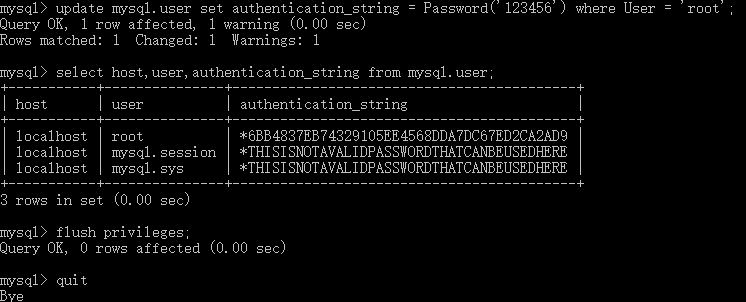 mysql> update mysql.user set authentication_string = Password('123456') where User = 'root';
Query OK, 1 row affected, 1 warning (0.00 sec)
Rows matched: 1  Changed: 1  Warnings: 1
mysql> select host,user,authentication_string from mysql.user;
+-----------+---------------+-------------------------------------------+
| host      | user          | authentication_string                     |
+-----------+---------------+-------------------------------------------+
| localhost | root          | *6BB4837EB74329105EE4568DDA7DC67ED2CA2AD9 |
| localhost | mysql.session | *THISISNOTAVALIDPASSWORDTHATCANBEUSEDHERE |
| localhost | mysql.sys     | *THISISNOTAVALIDPASSWORDTHATCANBEUSEDHERE |
+-----------+---------------+-------------------------------------------+
3 rows in set (0.00 sec)
mysql> flush privileges;
Query OK, 0 rows affected (0.00 sec)
mysql> quit
Bye